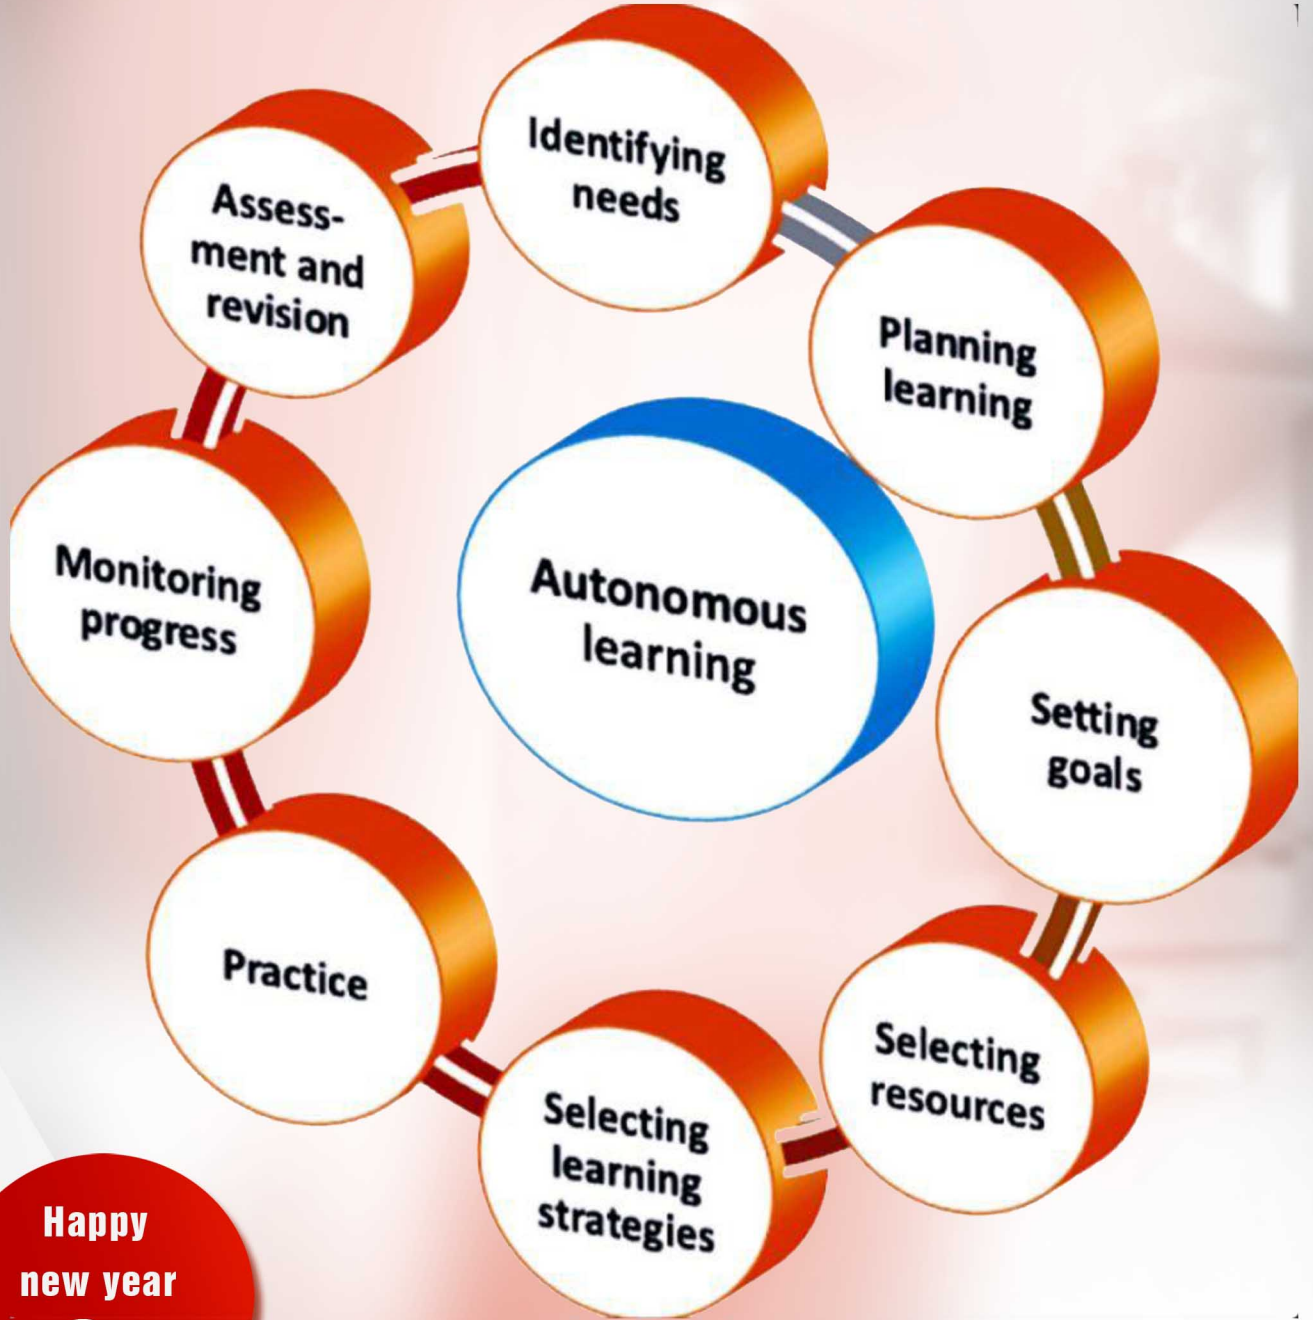 Identifying
needs
Planning
learning
Setting
goals
Selecting
resources
Selecting
learning
strategies
Practice
Monitoring
progress
Assess-
ment and
revision
Autonomous
learning
Happy
new year